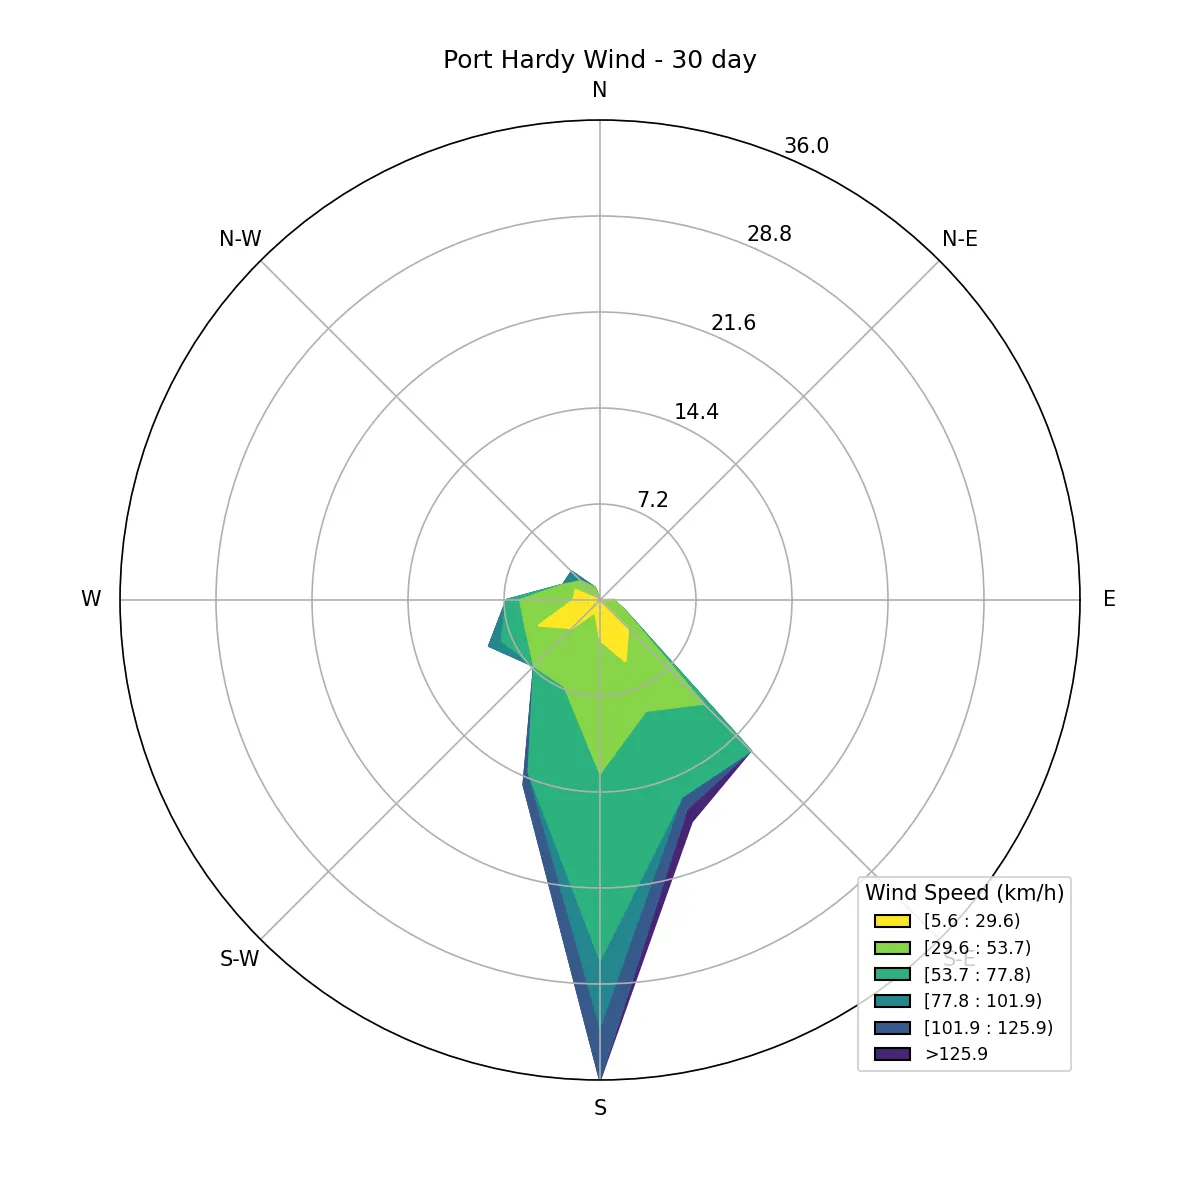 Port Hardy Wind - 30 day
N
36.0
N-W
28.8
N-E
21.6
14.4
7.2
W
E
S-W
S-E
S
Wind Speed (km/h)
[5.6 : 29.6)
[29.6 : 53.7)
[53.7 : 77.8)
[77.8 : 101.9)
[101.9 : 125.9)
>125.9